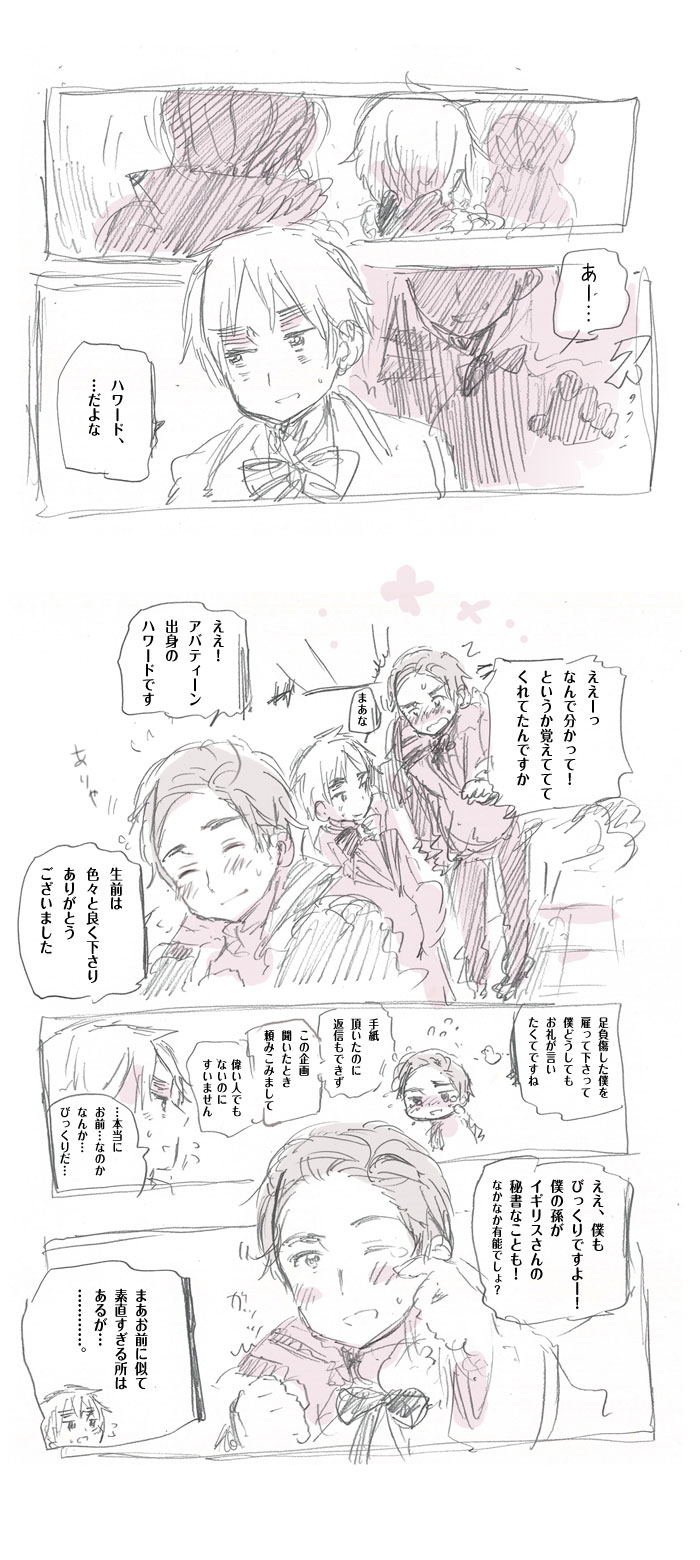 あー…
ハワード、
…だよな
ええーっ
なんで分かって！
というか覚えてて
くれてたんですか
まあな
ええ！
アバティーン
出身の
ハワードです
ありゃ
生前は
色々と良く下さり
ありがとう
ございました
足負傷した僕を
雇って下さって
僕どうしても
お礼が言い
たくてですね
手紙
頂いたのに
返信もできず
この企画
聞いたとき
頼みこみまして
偉い人でも
ないのに
すいません
…本当に
お前…なのか
なんか…
びっくりだ…
ええ、僕も
びっくりですよー！
僕の孫が
イギリスさんの
秘書なことも！
なかなか有能でしょ？
まあお前に似て
素直すぎる所は
あるが…
…………。